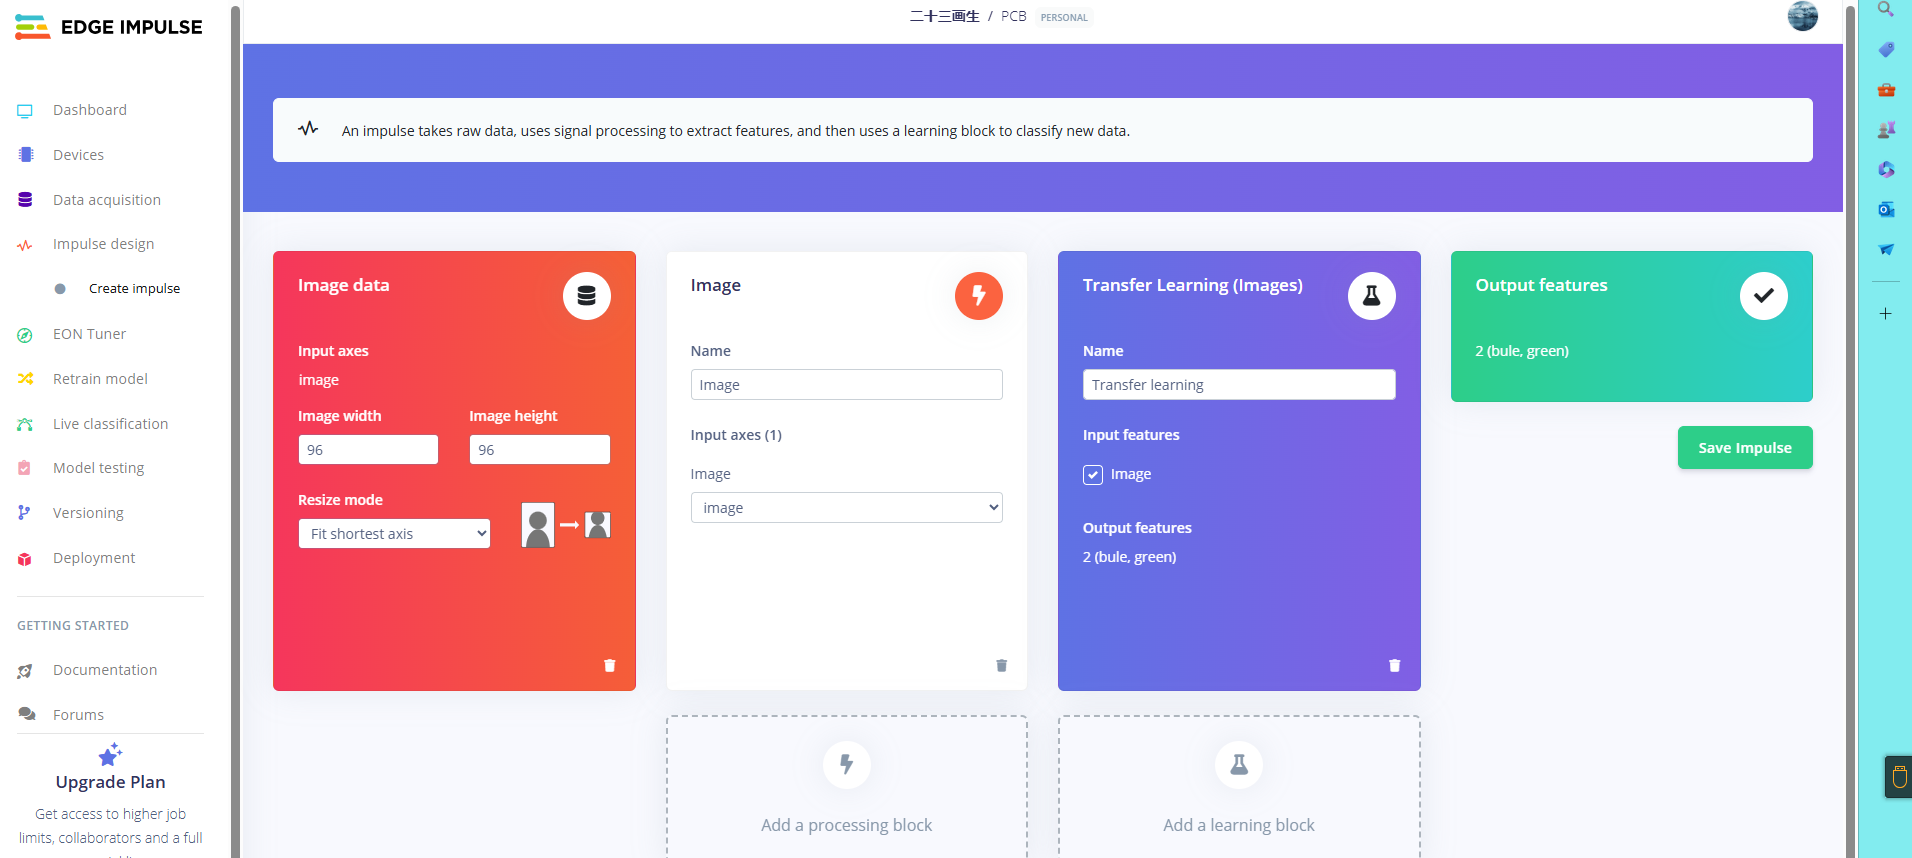 EDGE IMPULSE
Dashboard
Devices
Data acquisition
Impulse design
Create impulse
EON Tuner
Retrain model
Live classification
Model testing
Versioning
Deployment
GETTING STARTED
Documentation
Forums
Upgrade Plan
Get access to higher job
limits, collaborators and a full
二十三画生 / PCB PERSONAL
An impulse takes raw data, uses signal processing to extract features, and then uses a learning block to classify new data.
Image data
Input axes
image
Image width Image height
96 96
Resize mode
Fit shortest axis
Image
Name
Image
Input axes (1)
Image
image
Add a processing block
Transfer Learning (Images)
Name
Transfer learning
Input features
Image
Output features
2 (bule, green)
Add a learning block
Output features
2 (bule, green)
Save Impulse